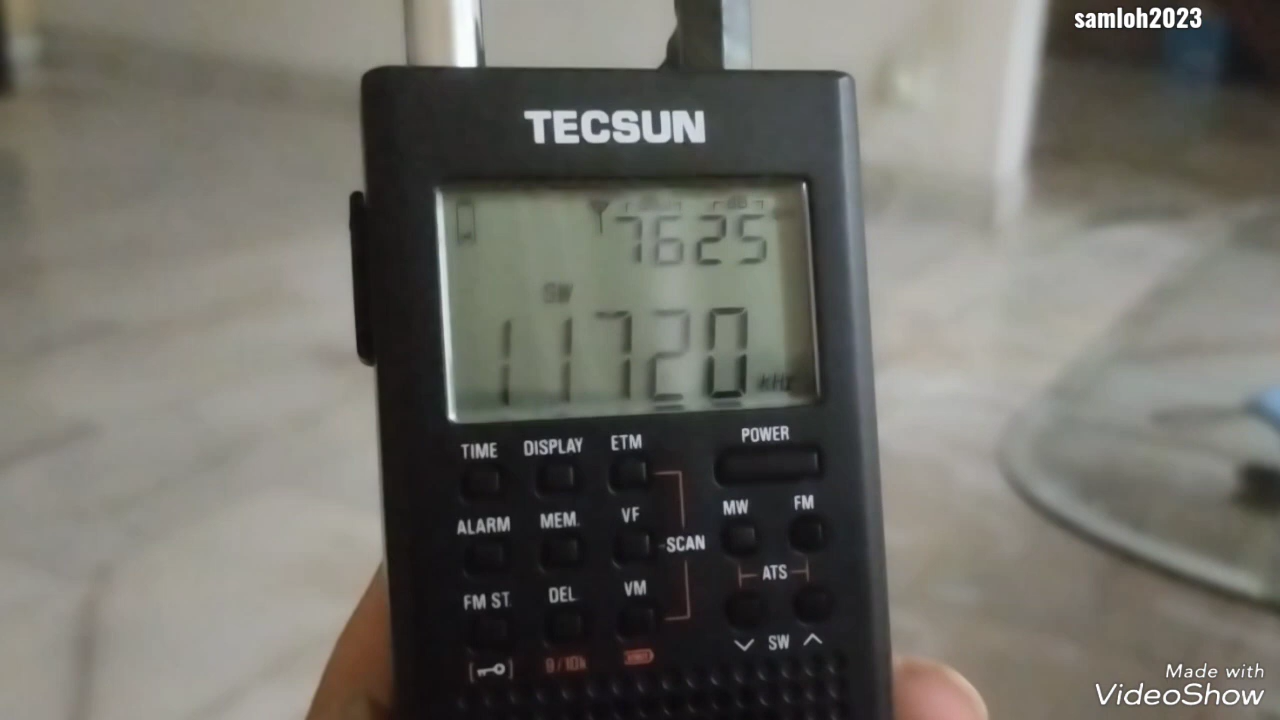 samloh2023
TECSUN
7625
SW
11720 kHz
TIME DISPLAY ETM POWER
ALARM MEM. VF SCAN MW FM
FM ST. DEL VM ATS
9/10k SW
Made with
VideoShow